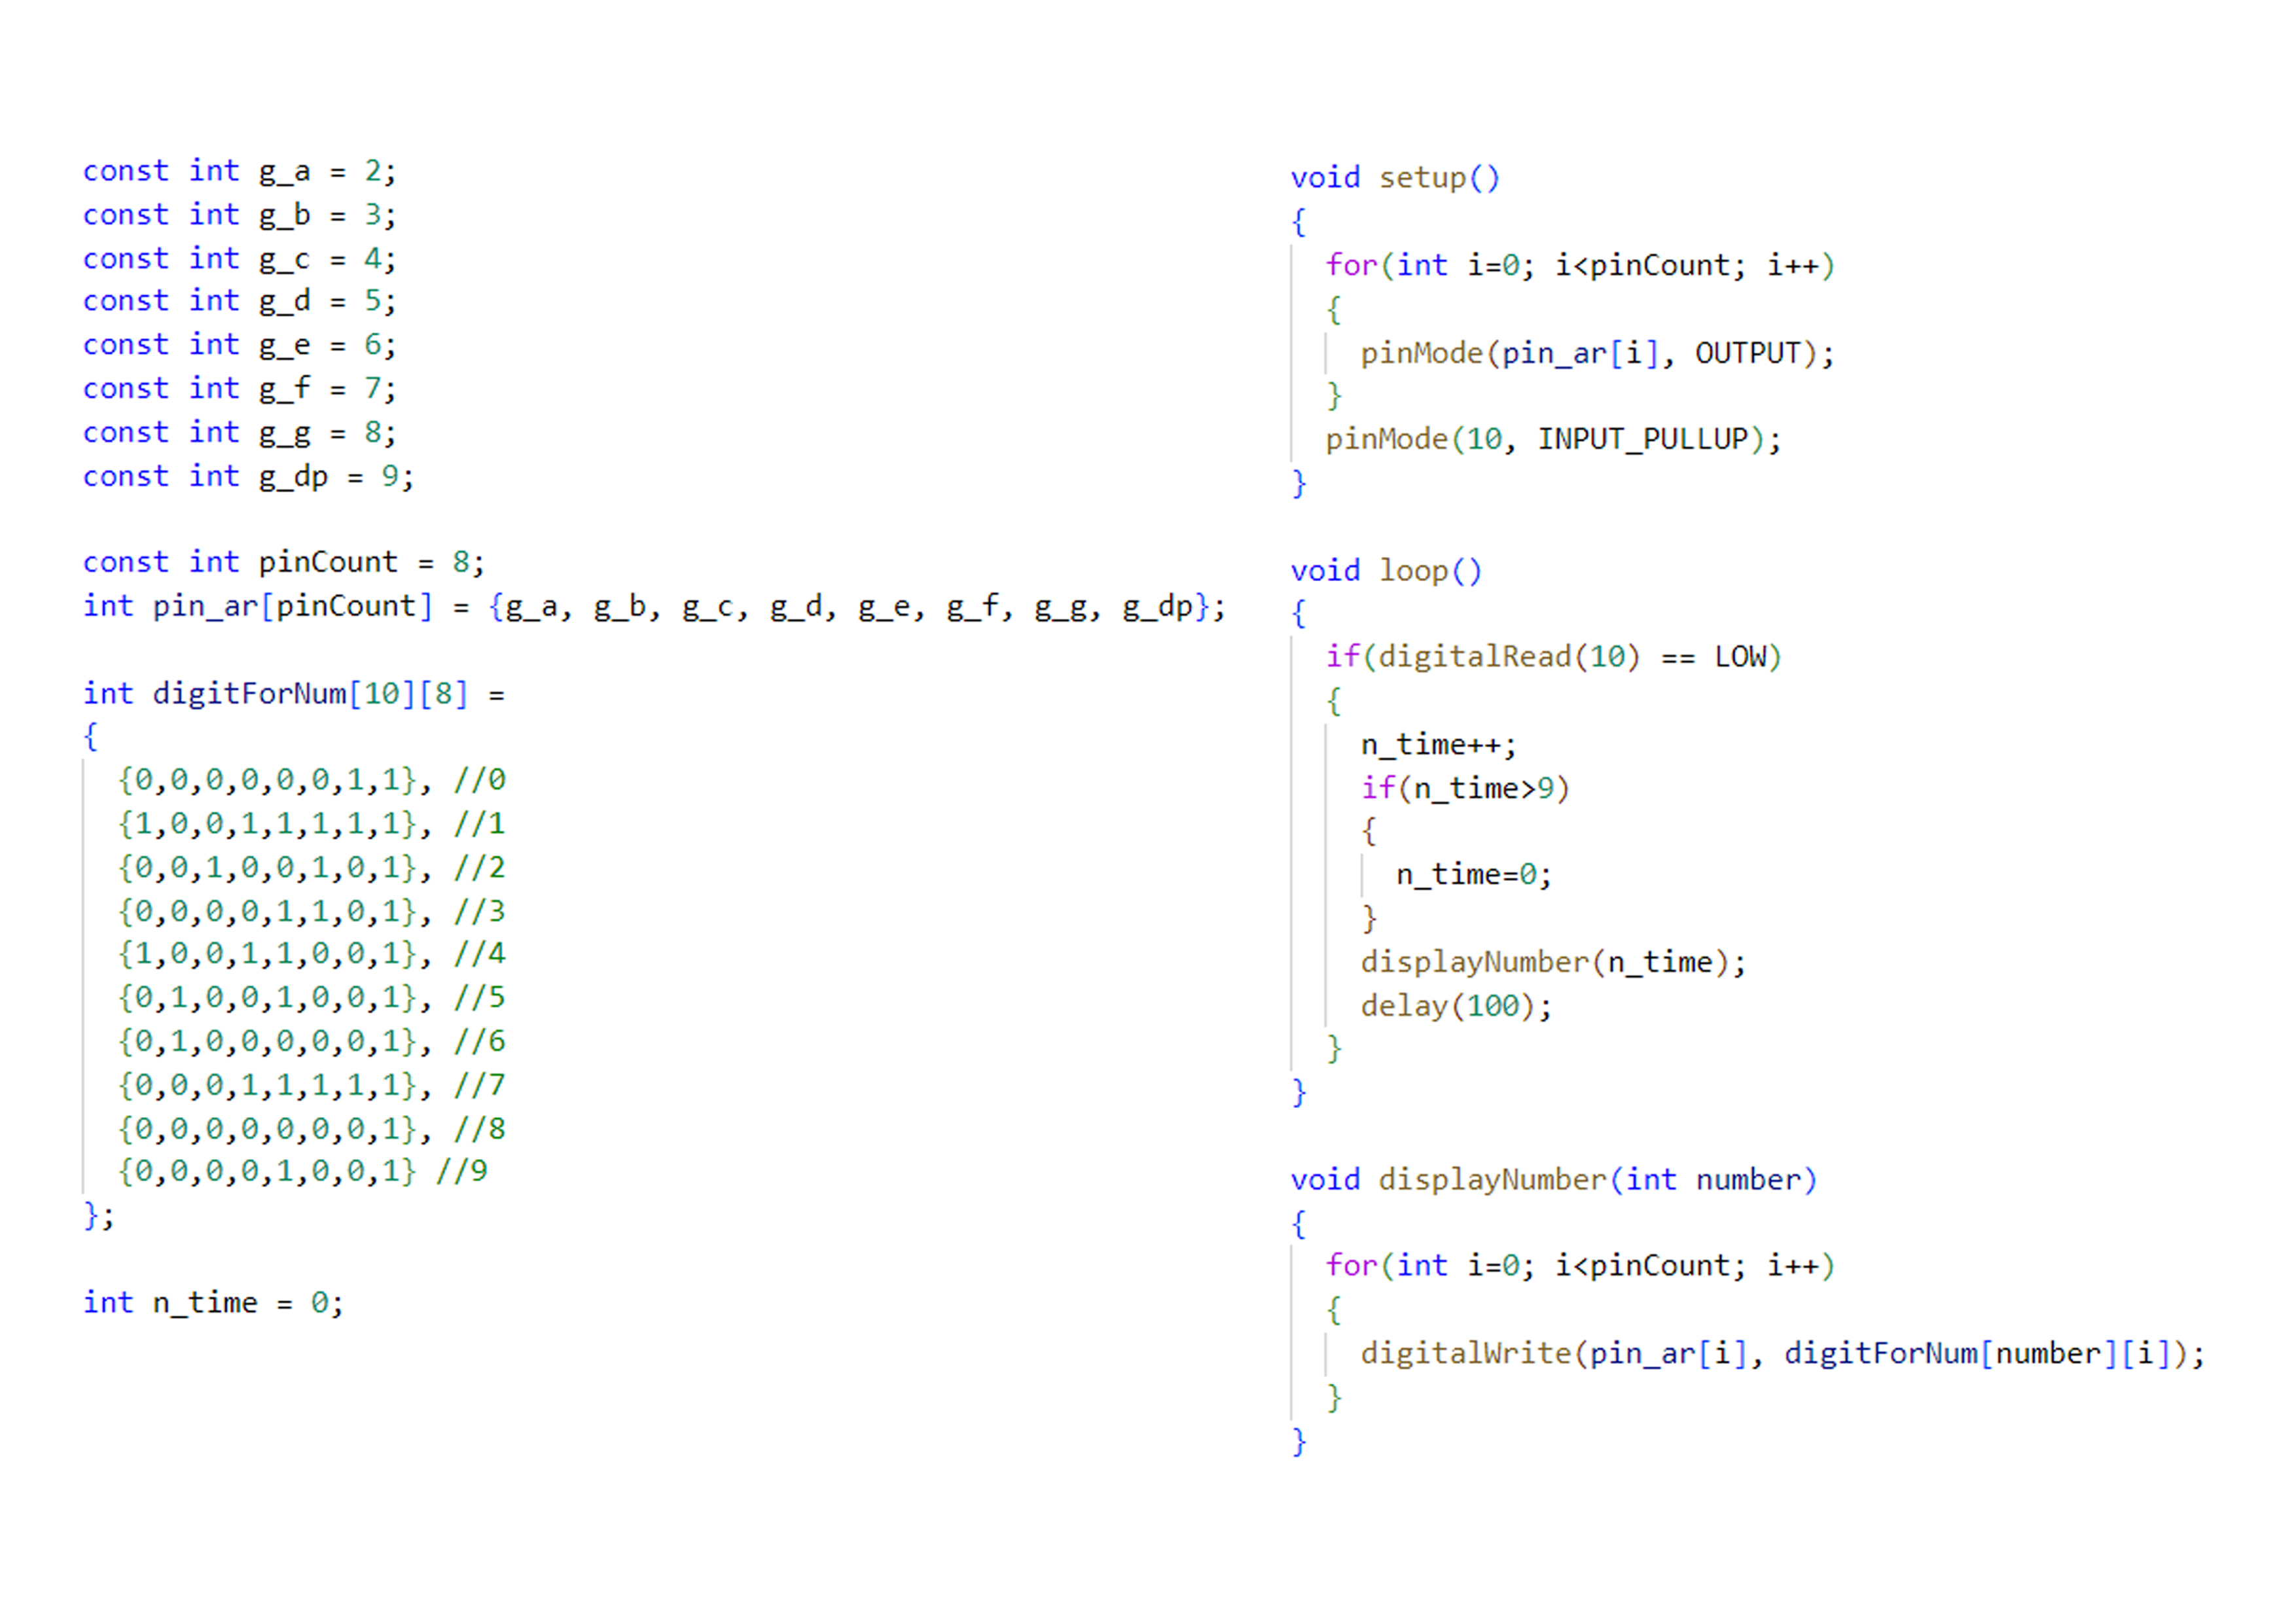 const int g_a = 2;
const int g_b = 3;
const int g_c = 4;
const int g_d = 5;
const int g_e = 6;
const int g_f = 7;
const int g_g = 8;
const int g_dp = 9;
const int pinCount = 8;
int pin_ar[pinCount] = {g_a, g_b, g_c, g_d, g_e, g_f, g_g, g_dp};
int digitForNum[10][8] =
{
{0,0,0,0,0,0,1,1}, //0
{1,0,0,1,1,1,1,1}, //1
{0,0,1,0,0,1,0,1}, //2
{0,0,0,0,1,1,0,1}, //3
{1,0,0,1,1,0,0,1}, //4
{0,1,0,0,1,0,0,1}, //5
{0,1,0,0,0,0,0,1}, //6
{0,0,0,1,1,1,1,1}, //7
{0,0,0,0,0,0,0,1}, //8
{0,0,0,0,1,0,0,1} //9
};
int n_time = 0;
void setup()
{
for(int i=0; i<pinCount; i++)
{
pinMode(pin_ar[i], OUTPUT);
}
pinMode(10, INPUT_PULLUP);
}
void loop()
{
if(digitalRead(10) == LOW)
{
n_time++;
if(n_time>9)
{
n_time=0;
}
displayNumber(n_time);
delay(100);
}
}
void displayNumber(int number)
{
for(int i=0; i<pinCount; i++)
{
digitalWrite(pin_ar[i], digitForNum[number][i]);
}
}